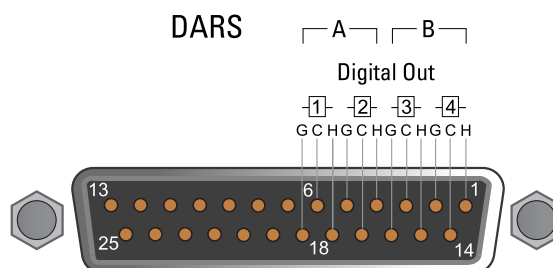 DARS A B
Digital Out
1 2 3 4
G C H G C H G C H G C H
13 6 1
25 18 14